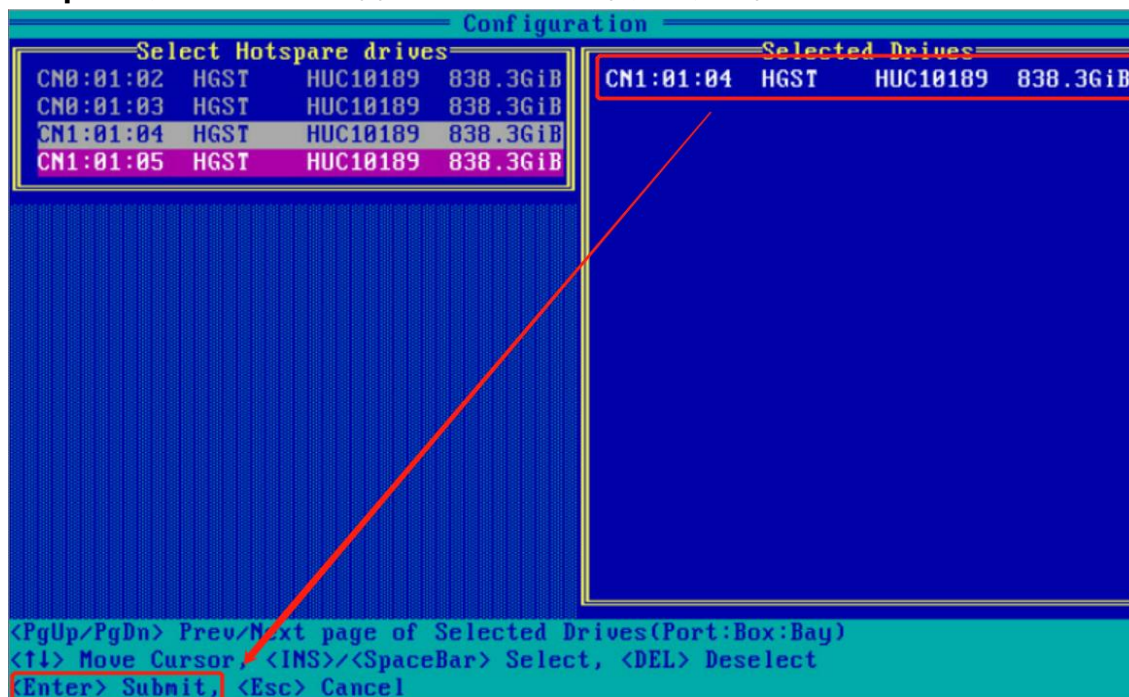 Configuration
Select Hotspare drives
CN0:01:02 HGST HUC10189 838.3GiB
CN0:01:03 HGST HUC10189 838.3GiB
CN1:01:04 HGST HUC10189 838.3GiB
CN1:01:05 HGST HUC10189 838.3GiB
Selected Drives
CN1:01:04 HGST HUC10189 838.3GiB
<PgUp/PgDn> Prev/Next page of Selected Drives(Port:Box:Bay)
<↑↓> Move Cursor, <INS>/<SpaceBar> Select, <DEL> Deselect
<Enter> Submit, <Esc> Cancel